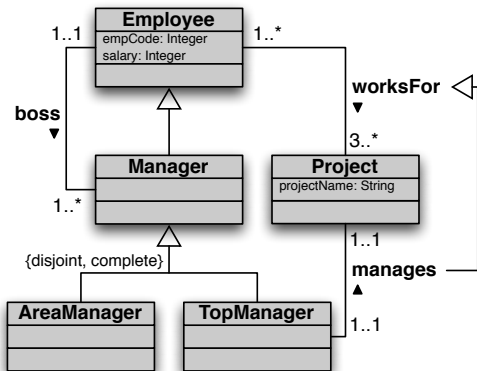 Employee
empCode: Integer
salary: Integer
1..1
1..*
boss
worksFor
3..*
Manager
Project
projectName: String
1..*
1..1
{disjoint, complete}
manages
AreaManager
TopManager
1..1